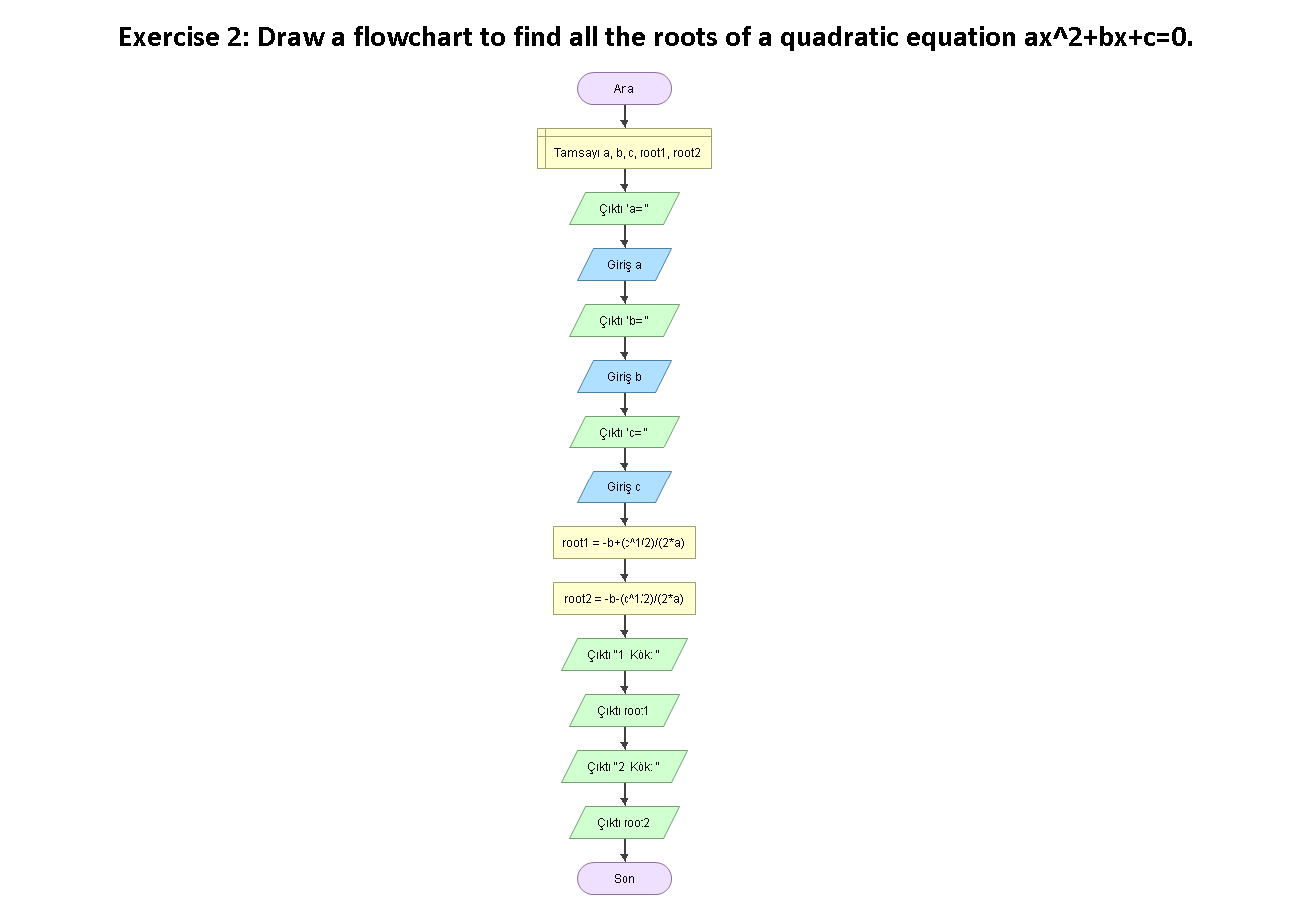 Exercise 2: Draw a flowchart to find all the roots of a quadratic equation ax^2+bx+c=0.
Ara
Tamsayı a, b, c, root1, root2
Çıktı "a="
Giriş a
Çıktı "b="
Giriş b
Çıktı "c="
Giriş c
root1 = -b+(c^1/2)/(2*a)
root2 = -b-(c^1/2)/(2*a)
Çıktı "1. Kök: "
Çıktı root1
Çıktı "2. Kök: "
Çıktı root2
Son